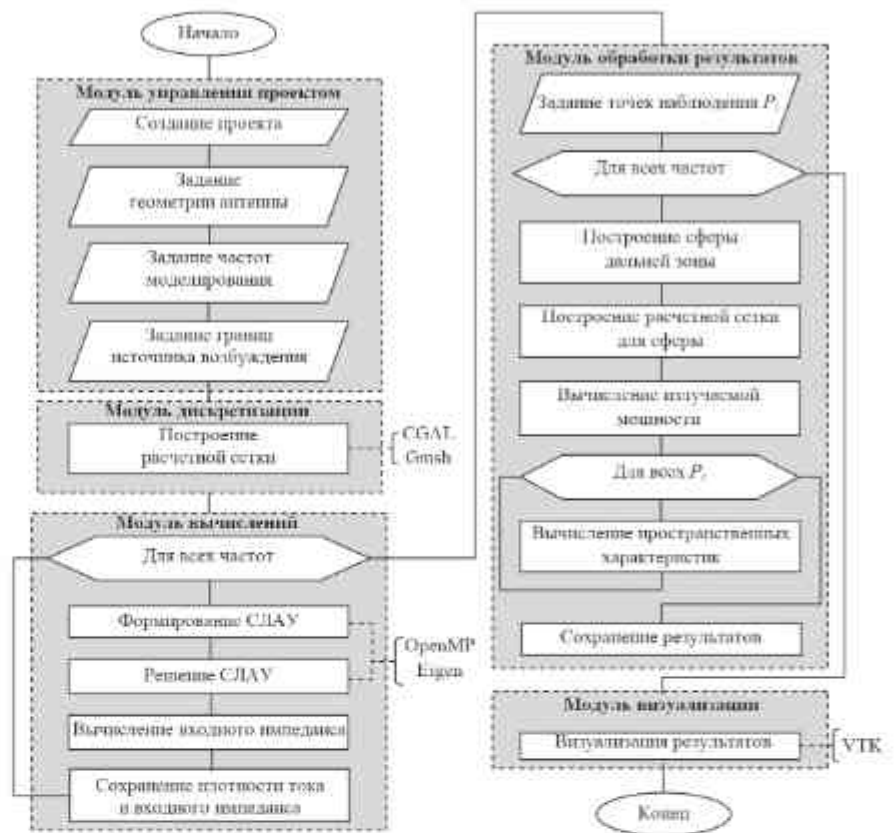 Начало
Модуль управления проектом
Создание проекта
Задание
геометрии антенны
Задание частот
моделирования
Задание границ
источника возбуждения
Модуль дискретизации
Построение
расчетной сетки
CGAL
Gmsh
Модуль вычислений
Для всех частот
Формирование СЛАУ
Решение СЛАУ
OpenMP
Eigen
Вычисление входного импеданса
Сохранение плотности тока
и входного импеданса
Модуль обработки результатов
Задание точек наблюдения Pi
Для всех частот
Построение сферы
дальней зоны
Построение расчетной сетки
для сферы
Вычисление излучаемой
мощности
Для всех Pi
Вычисление пространственных
характеристик
Сохранение результатов
Модуль визуализации
Визуализация результатов
VTK
Конец